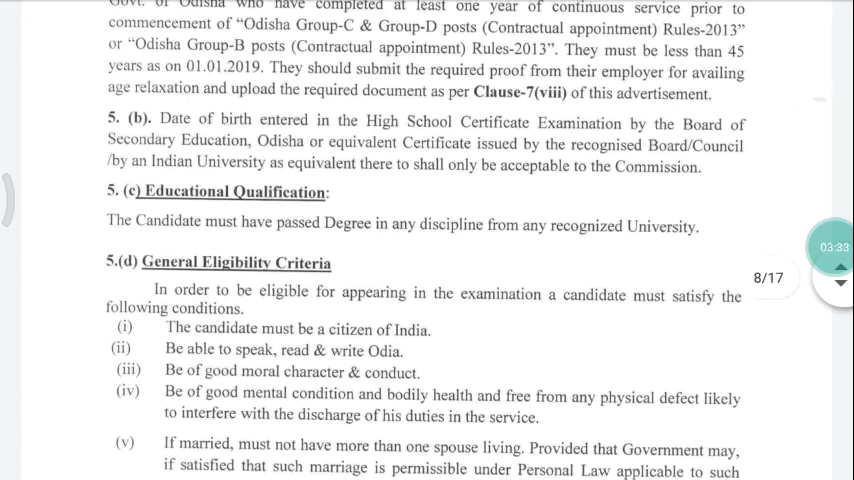 Govt. of Odisha who have completed at least one year of continuous service prior to
commencement of “Odisha Group-C & Group-D posts (Contractual appointment) Rules-2013”
or “Odisha Group-B posts (Contractual appointment) Rules-2013”. They must be less than 45
years as on 01.01.2019. They should submit the required proof from their employer for availing
age relaxation and upload the required document as per Clause-7(viii) of this advertisement.
5. (b). Date of birth entered in the High School Certificate Examination by the Board of
Secondary Education, Odisha or equivalent Certificate issued by the recognised Board/Council
/by an Indian University as equivalent there to shall only be acceptable to the Commission.
5. (c) Educational Qualification:
The Candidate must have passed Degree in any discipline from any recognized University.
03:33
5.(d) General Eligibility Criteria
8/17
In order to be eligible for appearing in the examination a candidate must satisfy the
following conditions.
(i) The candidate must be a citizen of India.
(ii) Be able to speak, read & write Odia.
(iii) Be of good moral character & conduct.
(iv) Be of good mental condition and bodily health and free from any physical defect likely
to interfere with the discharge of his duties in the service.
(v) If married, must not have more than one spouse living. Provided that Government may,
if satisfied that such marriage is permissible under Personal Law applicable to such